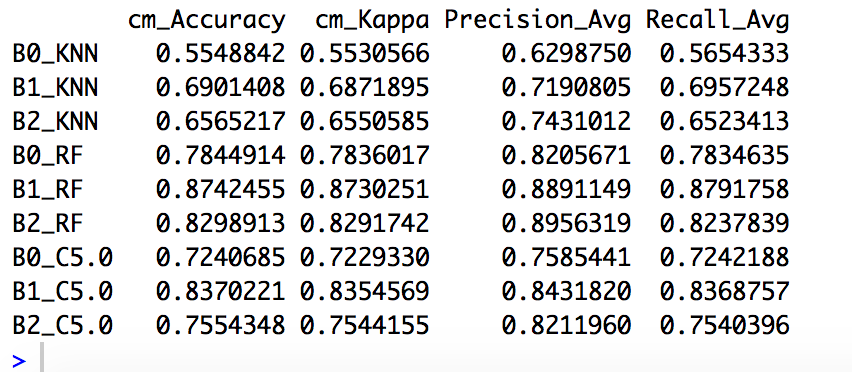 cm_Accuracy cm_Kappa Precision_Avg Recall_Avg
B0_KNN 0.5548842 0.5530566 0.6298750 0.5654333
B1_KNN 0.6901408 0.6871895 0.7190805 0.6957248
B2_KNN 0.6565217 0.6550585 0.7431012 0.6523413
B0_RF 0.7844914 0.7836017 0.8205671 0.7834635
B1_RF 0.8742455 0.8730251 0.8891149 0.8791758
B2_RF 0.8298913 0.8291742 0.8956319 0.8237839
B0_C5.0 0.7240685 0.7229330 0.7585441 0.7242188
B1_C5.0 0.8370221 0.8354569 0.8431820 0.8368757
B2_C5.0 0.7554348 0.7544155 0.8211960 0.7540396
>